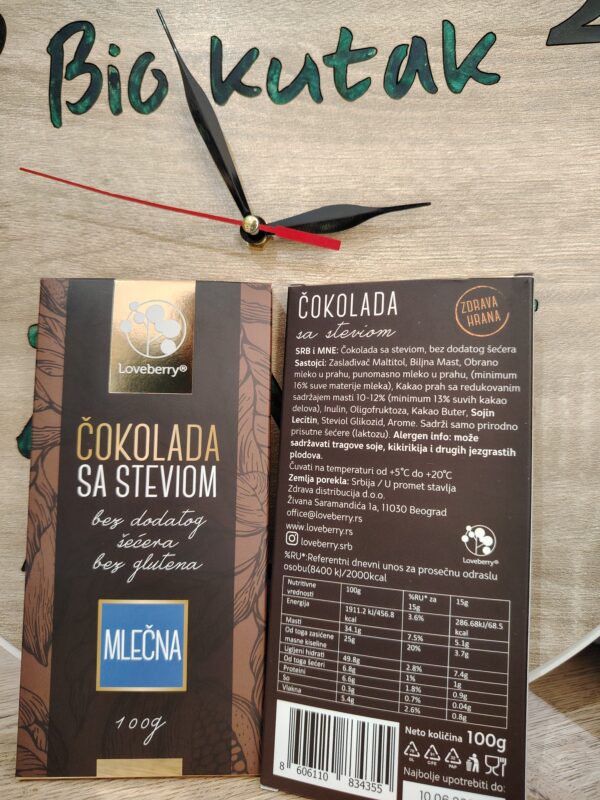 Bio kutak
Loveberry®
ČOKOLADA
SA STEVIOM
bez dodatog
šećera
bez glutena
MLEČNA
100g
ČOKOLADA
sa steviom
ZDRAVA
HRANA
SRB i MNE: Čokolada sa steviom, bez dodatog šećera
Sastojci: Zaslađivač Maltitol, Biljna Mast, Obrano
mleko u prahu, punomasno mleko u prahu, (minimum
16% suve materije mleka), Kakao prah sa redukovanim
sadržajem masti 10-12% (minimum 13% suvih kakao
delova), Inulin, Oligofruktoza, Kakao Buter, Sojin
Lecitin, Steviol Glikozid, Arome. Sadrži samo prirodno
prisutne šećere (laktozu). Alergen info: može
sadržavati tragove soje, kikirikija i drugih jezgrastih
plodova.
Čuvati na temperaturi od +5°C do +20°C
Zemlja porekla: Srbija / U promet stavlja
Zdrava distribucija d.o.o.
Živana Saramandića 1a, 11030 Beograd
office@loveberry.rs
www.loveberry.rs
loveberry.srb
Loveberry®
%RU*:Referentni dnevni unos za prosečnu odraslu
osobu(8400 kJ/2000kcal)
Nutritivne vrednosti 100g %RU* za 15g 15g
Energija 1911.2 kJ/456.8 kcal 3.6% 286.68kJ/68.5 kcal
Masti 34.1g 7.5% 5.1g
Od toga zasićene masne kiseline 25g 20% 3.7g
Ugljeni hidrati 49.8g 2.8% 7.4g
Od toga šećeri 6.8g 1% 1g
Proteini 6.6g 1.8% 0.9g
So 0.3g 0.7% 0.04g
Vlakna 5.4g 2.6% 0.8g
8 606110 834355
Neto količina 100g
Najbolje upotrebiti do:
10.06.